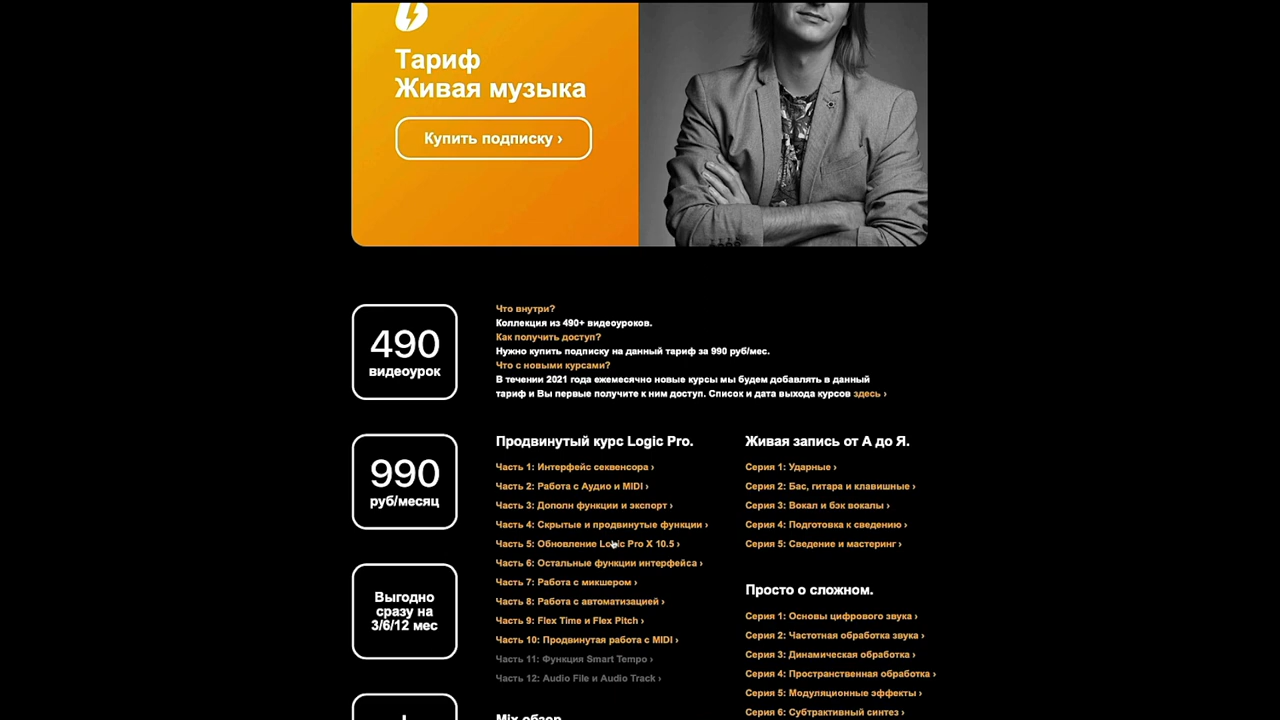 Тариф
Живая музыка
Купить подписку ›
490
видеоурок
990
руб/месяц
Выгодно
сразу на
3/6/12 мес
Что внутри?
Коллекция из 490+ видеоуроков.
Как получить доступ?
Нужно купить подписку на данный тариф за 990 руб/мес.
Что с новыми курсами?
В течении 2021 года ежемесячно новые курсы мы будем добавлять в данный
тариф и Вы первые получите к ним доступ. Список и дата выхода курсов здесь ›
Продвинутый курс Logic Pro.
Часть 1: Интерфейс секвенсора ›
Часть 2: Работа с Аудио и MIDI ›
Часть 3: Дополн функции и экспорт ›
Часть 4: Скрытые и продвинутые функции ›
Часть 5: Обновление Logic Pro X 10.5 ›
Часть 6: Остальные функции интерфейса ›
Часть 7: Работа с микшером ›
Часть 8: Работа с автоматизацией ›
Часть 9: Flex Time и Flex Pitch ›
Часть 10: Продвинутая работа с MIDI ›
Часть 11: Функция Smart Tempo ›
Часть 12: Audio File и Audio Track ›
Mix обзор
Живая запись от А до Я.
Серия 1: Ударные ›
Серия 2: Бас, гитара и клавишные ›
Серия 3: Вокал и бэк вокалы ›
Серия 4: Подготовка к сведению ›
Серия 5: Сведение и мастеринг ›
Просто о сложном.
Серия 1: Основы цифрового звука ›
Серия 2: Частотная обработка звука ›
Серия 3: Динамическая обработка ›
Серия 4: Пространственная обработка ›
Серия 5: Модуляционные эффекты ›
Серия 6: Субтрактивный синтез ›